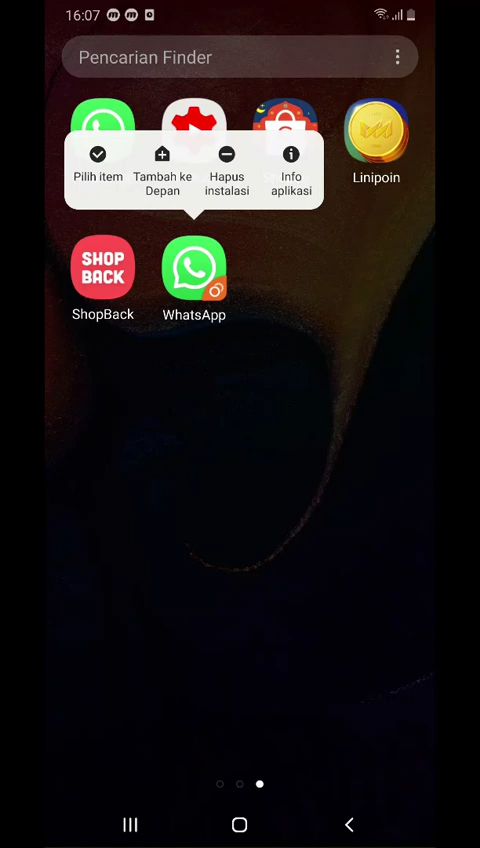 16:07
Pencarian Finder
Pilih item
Tambah ke
Depan
Hapus
instalasi
Info
aplikasi
Linipoin
SHOP
BACK
ShopBack
WhatsApp